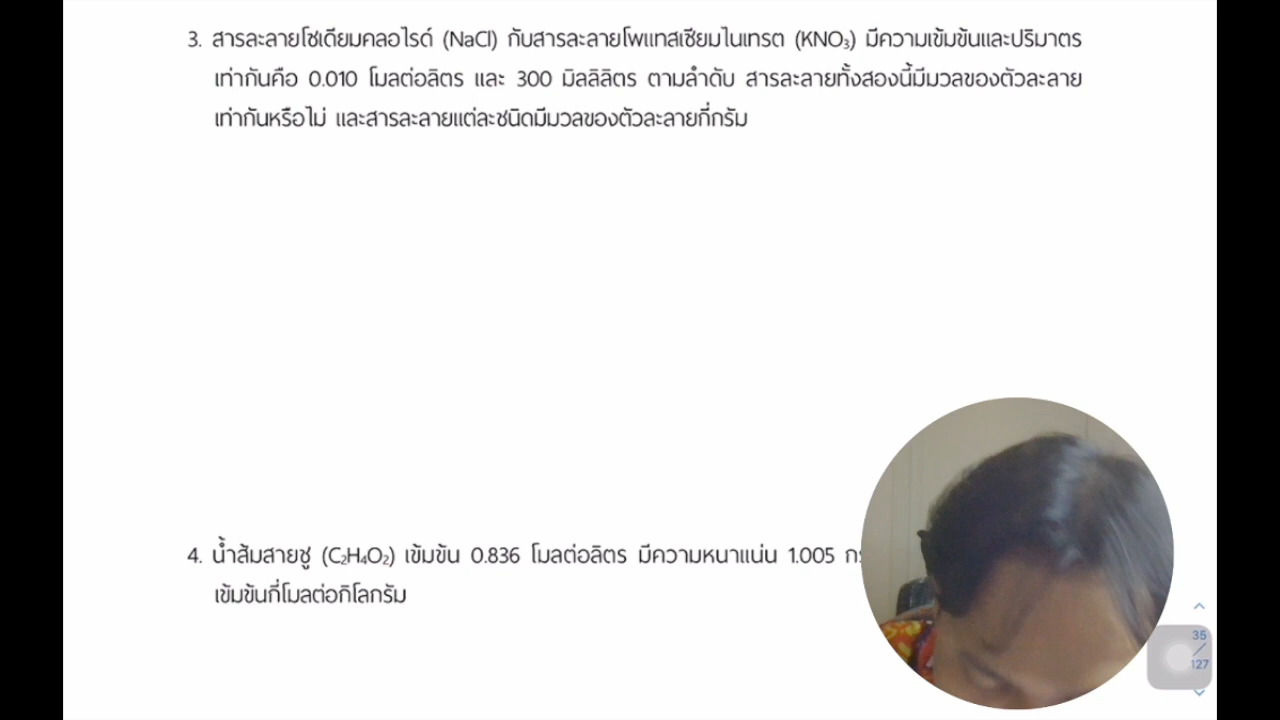 3. สารละลายโซเดียมคลอไรด์ (NaCl) กับสารละลายโพแทสเซียมไนเทรต (KNO₃) มีความเข้มข้นและปริมาตร
เท่ากันคือ 0.010 โมลต่อลิตร และ 300 มิลลิลิตร ตามลำดับ สารละลายทั้งสองนี้มีมวลของตัวละลาย
เท่ากันหรือไม่ และสารละลายแต่ละชนิดมีมวลของตัวละลายกี่กรัม
4. น้ำส้มสายชู (C₂H₄O₂) เข้มข้น 0.836 โมลต่อลิตร มีความหนาแน่น 1.005
เข้มข้นกี่โมลต่อกิโลกรัม
35
127